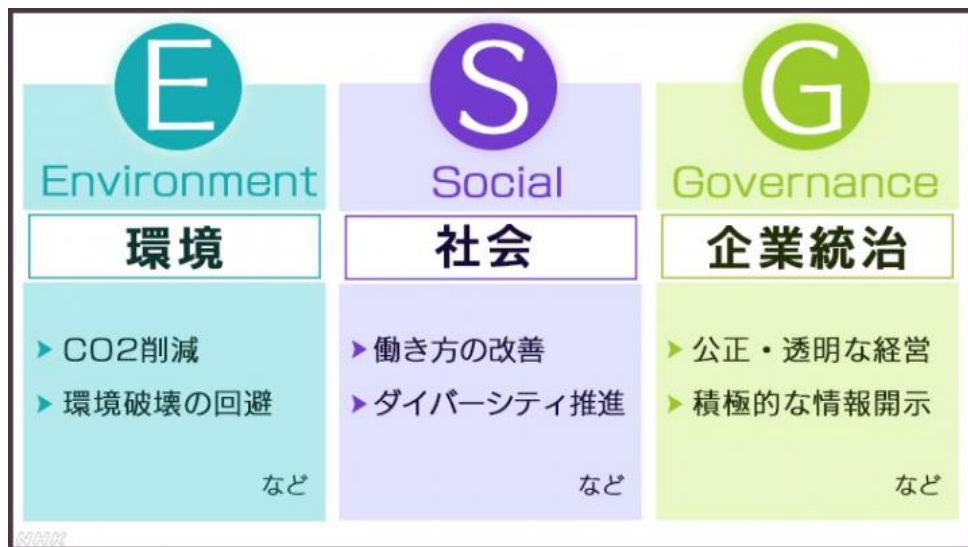 E
Environment
環境
CO2削減
環境破壊の回避
など
S
Social
社会
働き方の改善
ダイバーシティ推進
など
G
Governance
企業統治
公正・透明な経営
積極的な情報開示
など
NHK